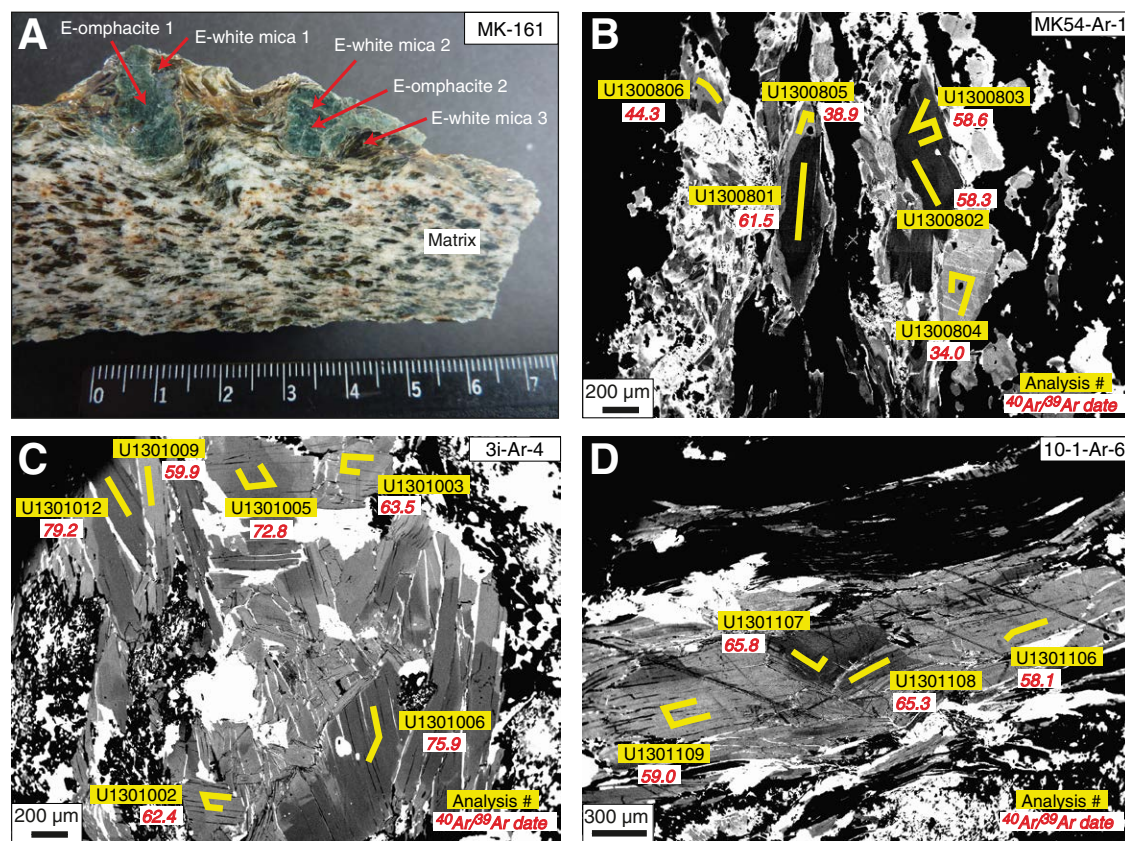 A
MK-161
E-omphacite 1
E-white mica 1
E-white mica 2
E-omphacite 2
E-white mica 3
Matrix
0 1 2 3 4 5 6 7
B
MK54-Ar-1
U1300806
44.3
U1300805
38.9
U1300803
58.6
U1300801
61.5
58.3
U1300802
U1300804
34.0
200 µm
Analysis #
40Ar/39Ar date
C
3i-Ar-4
U1301009
59.9
U1301012
79.2
U1301005
72.8
U1301003
63.5
U1301006
75.9
U1301002
62.4
200 µm
Analysis #
40Ar/39Ar date
D
10-1-Ar-6
U1301107
65.8
U1301106
58.1
U1301108
65.3
U1301109
59.0
300 µm
Analysis #
40Ar/39Ar date